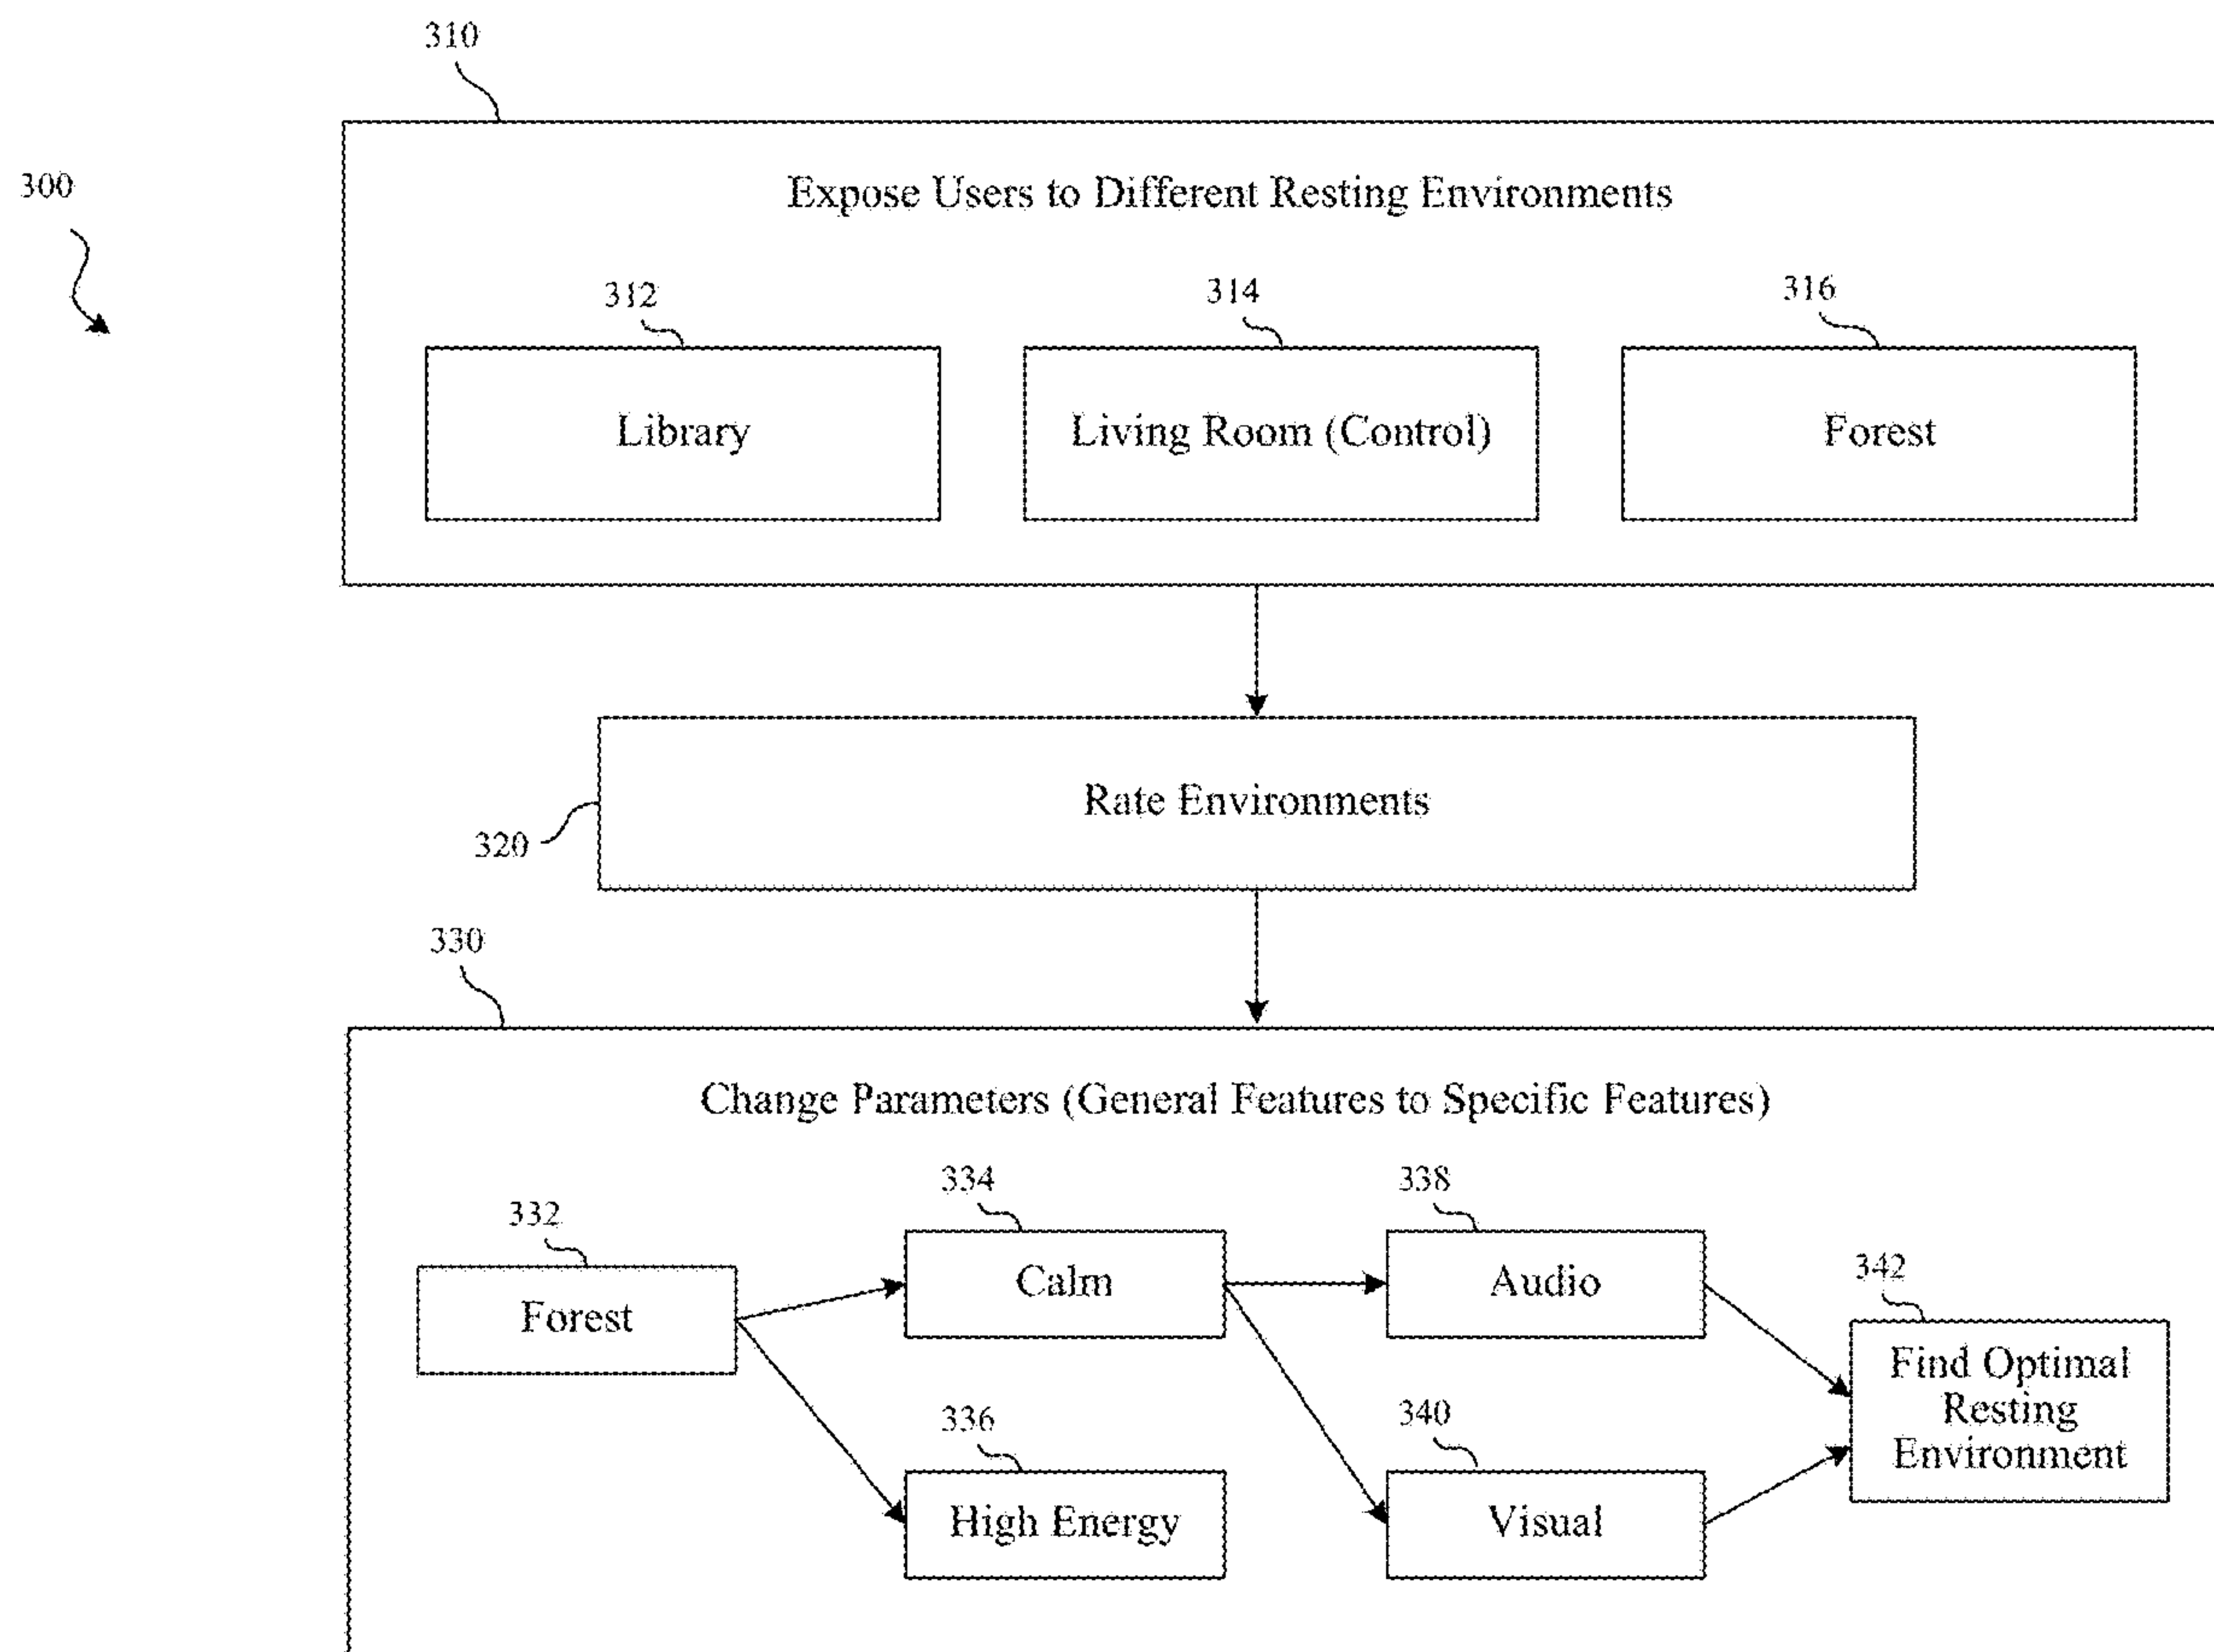 310
300
Expose Users to Different Resting Environments
312
314
316
Library
Living Room (Control)
Forest
Rate Environments
320
330
Change Parameters (General Features to Specific Features)
332
334
338
342
Forest
Calm
Audio
Find Optimal
Resting
Environment
336
340
High Energy
Visual